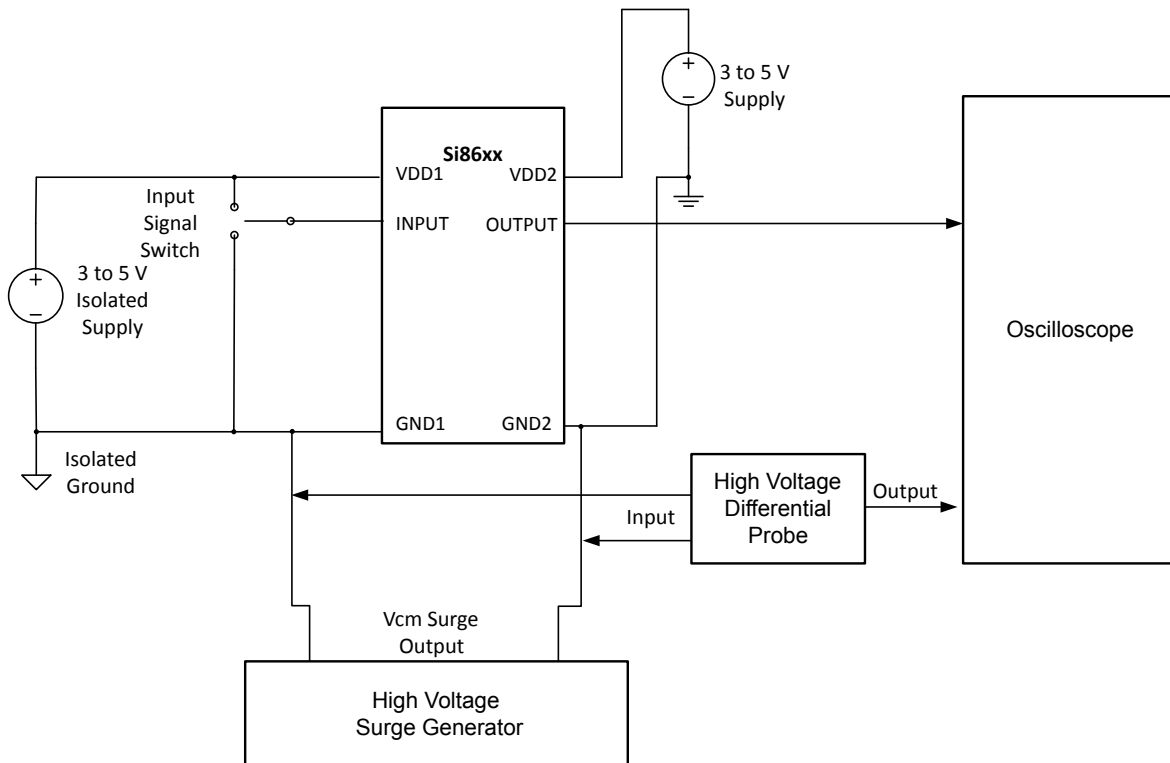 3 to 5 V
Supply
Si86xx
VDD1
VDD2
Input
Signal
Switch
INPUT
OUTPUT
3 to 5 V
Isolated
Supply
Oscilloscope
GND1
GND2
Isolated
Ground
High Voltage
Differential
Probe
Output
Input
Vcm Surge
Output
High Voltage
Surge Generator